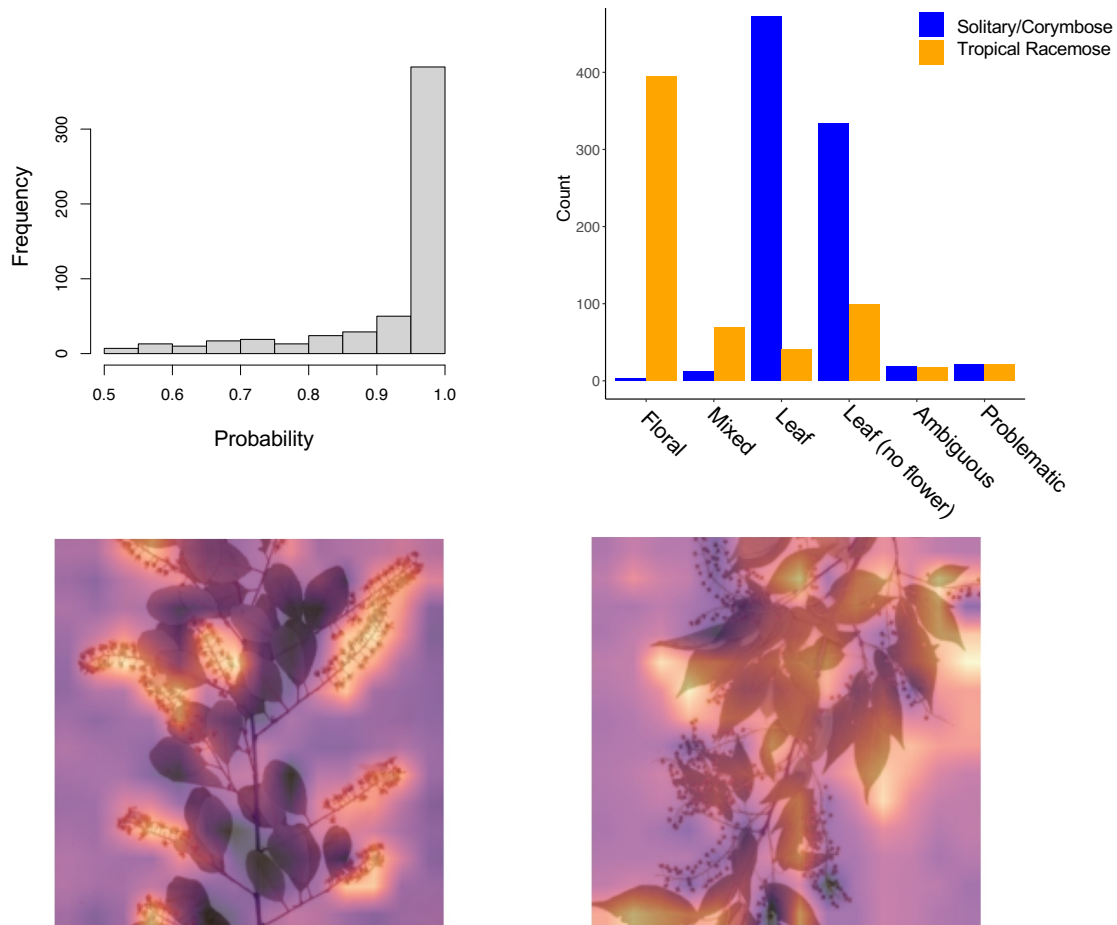 Frequency
300
200
100
0
0.5 0.6 0.7 0.8 0.9 1.0
Probability
Solitary/Corymbose
Tropical Racemose
Count
400
300
200
100
0
Floral
Mixed
Leaf
Leaf (no flower)
Ambiguous
Problematic